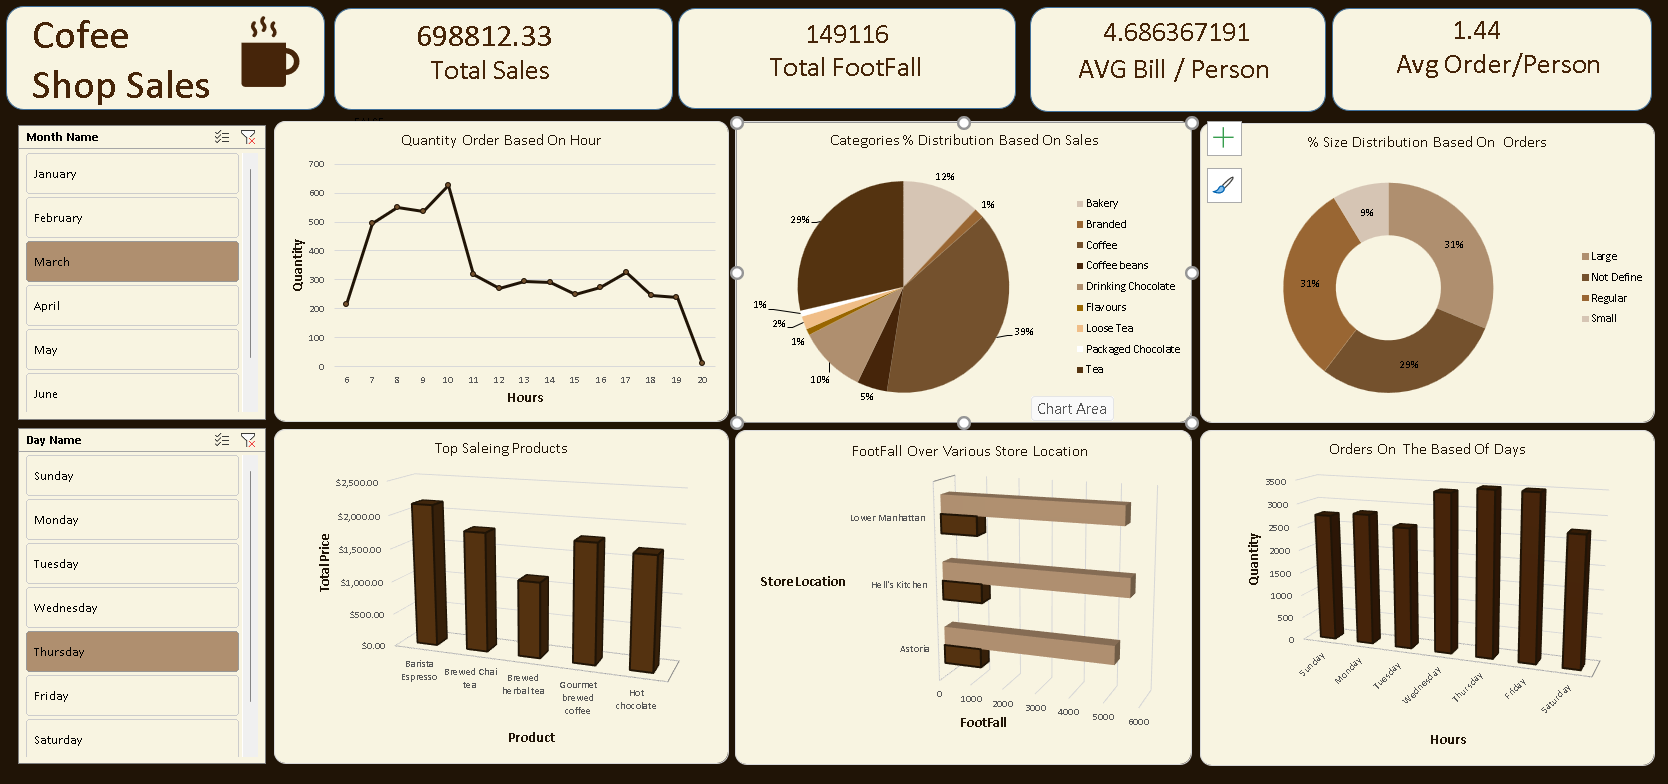 Cofee
Shop Sales
698812.33
Total Sales
149116
Total FootFall
4.686367191
AVG Bill / Person
1.44
Avg Order/Person
Month Name
January
February
March
April
May
June
Day Name
Sunday
Monday
Tuesday
Wednesday
Thursday
Friday
Saturday
Quantity Order Based On Hour
Quantity
700
600
500
400
300
200
100
0
6 7 8 9 10 11 12 13 14 15 16 17 18 19 20
Hours
Categories % Distribution Based On Sales
12%
1%
39%
5%
10%
1%
2%
1%
29%
Bakery
Branded
Coffee
Coffee beans
Drinking Chocolate
Flavours
Loose Tea
Packaged Chocolate
Tea
Chart Area
% Size Distribution Based On Orders
9%
31%
31%
29%
Large
Not Define
Regular
Small
Top Saleing Products
Total Price
$2,500.00
$2,000.00
$1,500.00
$1,000.00
$500.00
$0.00
Barista
Espresso
Brewed Chai
tea
Brewed
herbal tea
Gourmet
brewed
coffee
Hot
chocolate
Product
FootFall Over Various Store Location
Store Location
Lower Manhattan
Hell's Kitchen
Astoria
0 1000 2000 3000 4000 5000 6000
FootFall
Orders On The Based Of Days
Quantity
3500
3000
2500
2000
1500
1000
500
0
Sunday
Monday
Tuesday
Wednesday
Thursday
Friday
Saturday
Hours